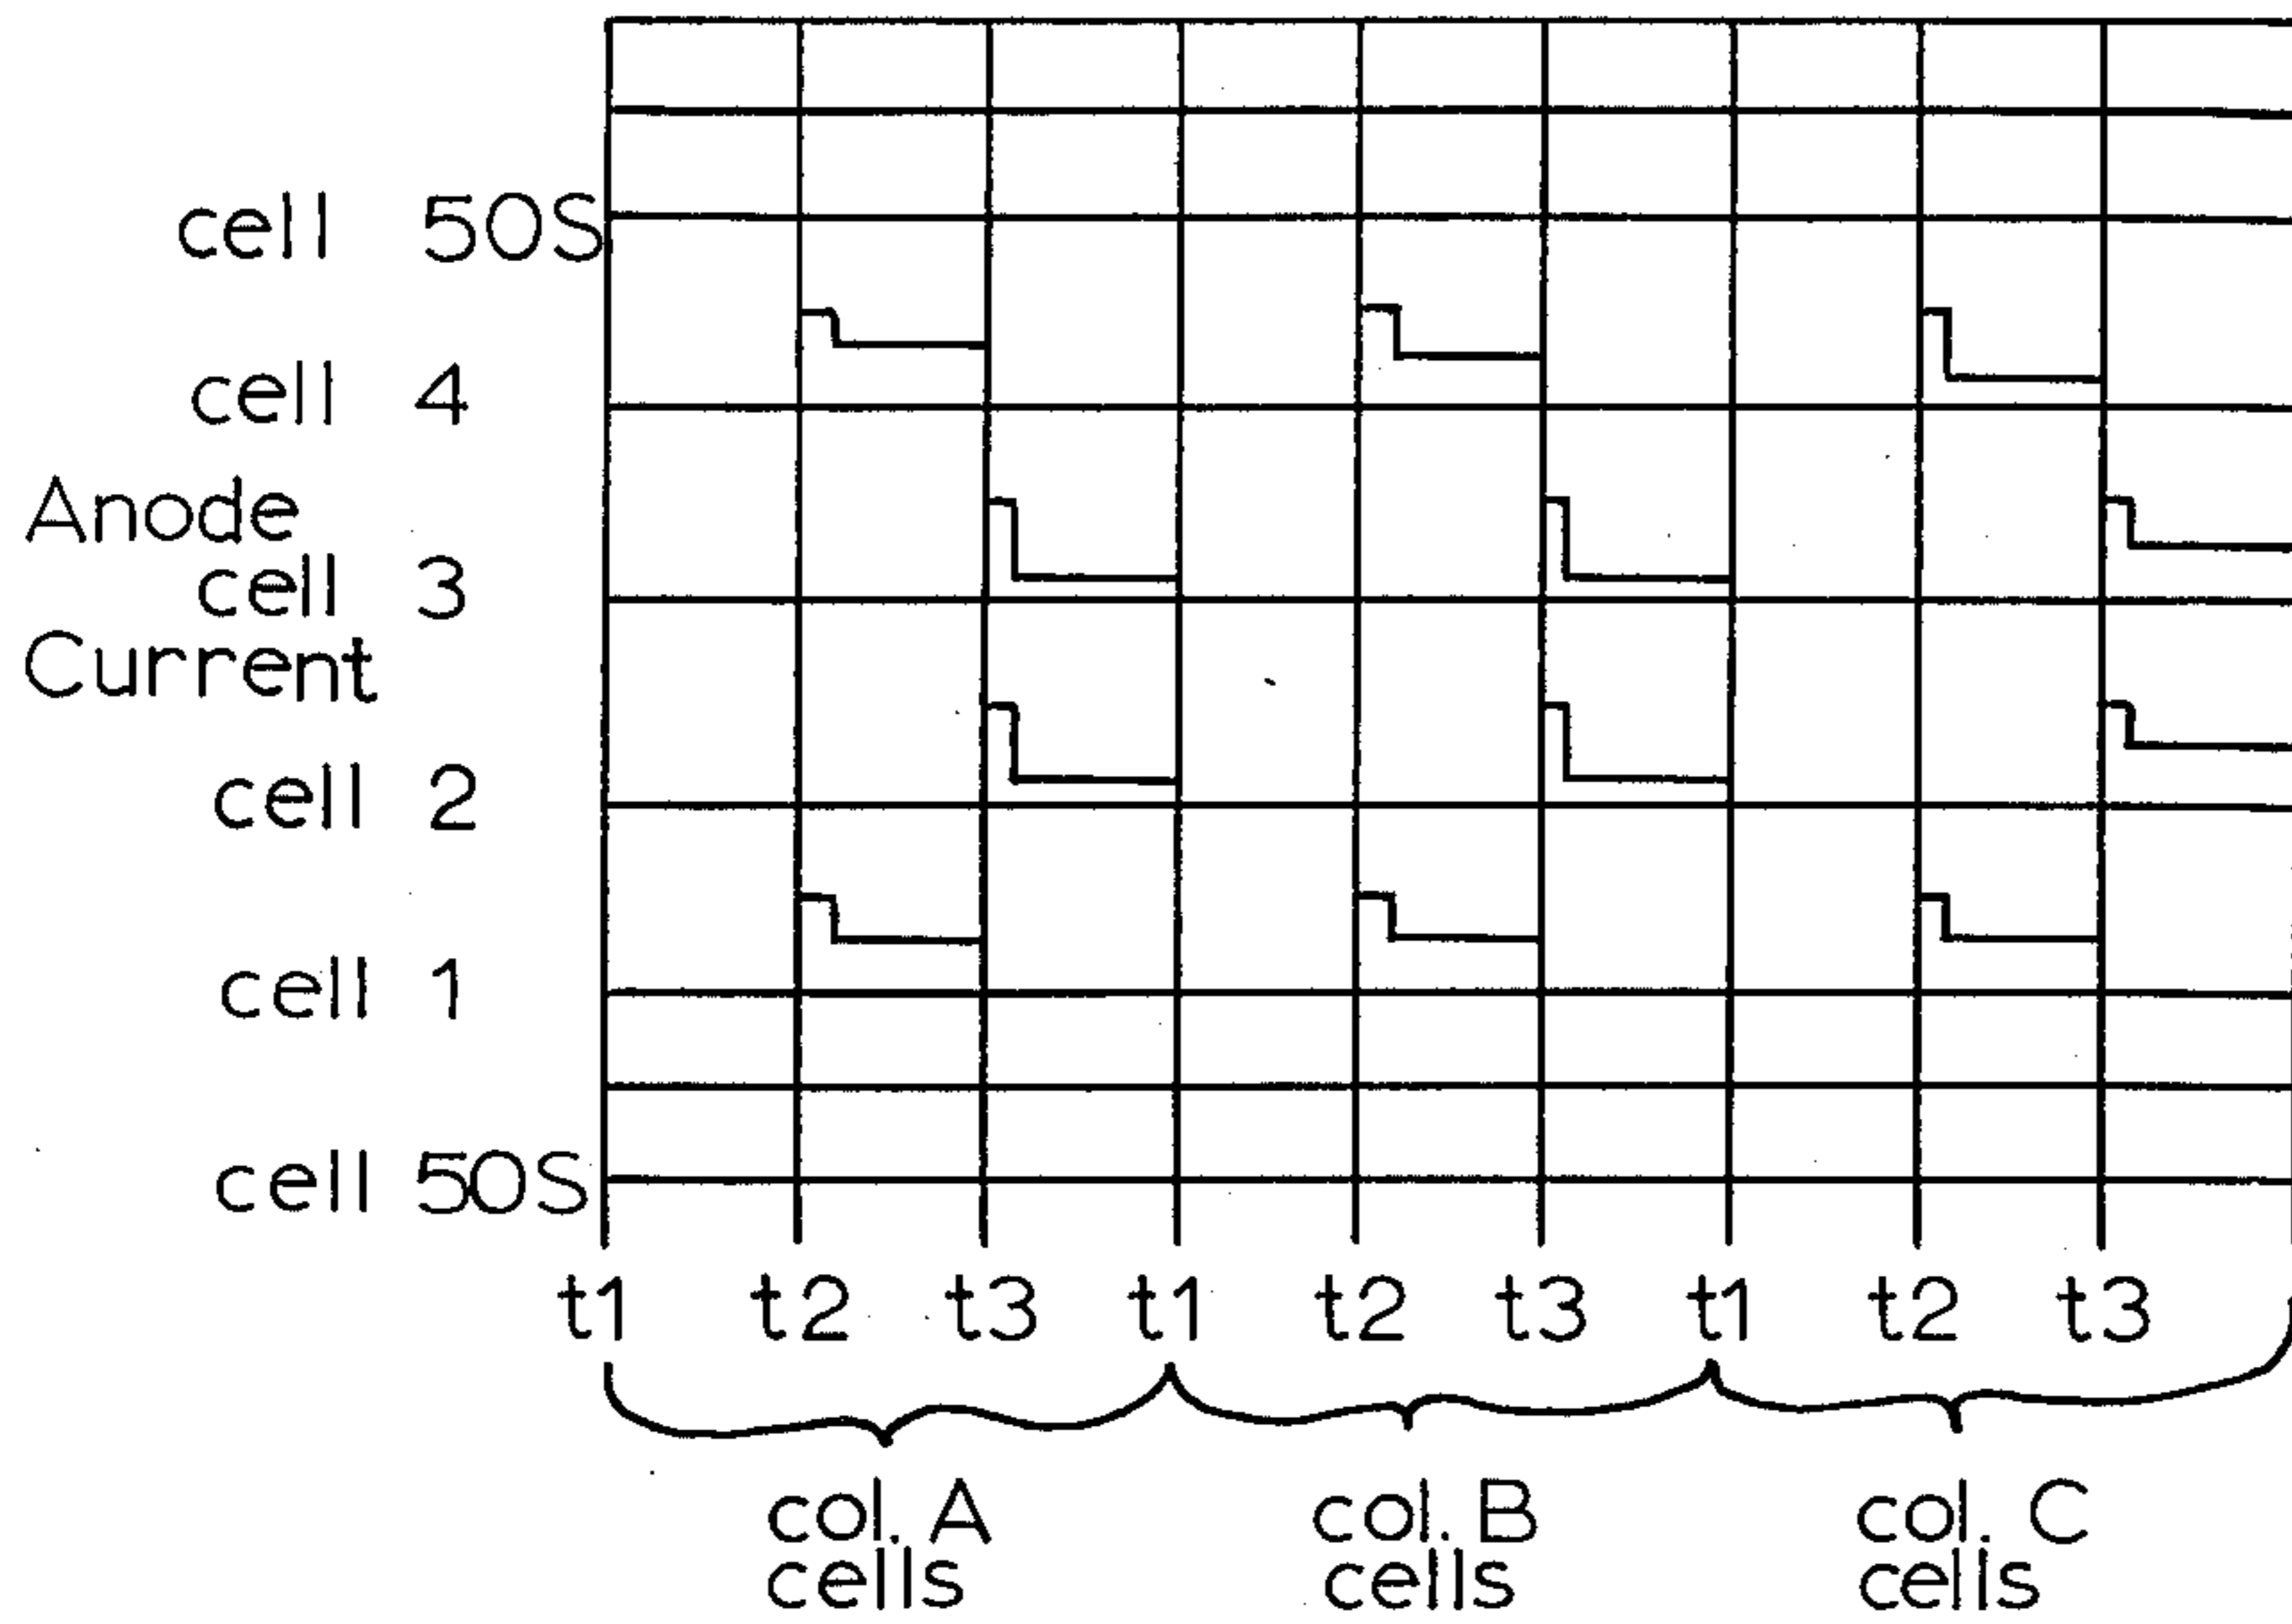 cell 50S
cell 4
Anode
cell 3
Current
cell 2
cell 1
cell 50S
t1 t2 t3 t1 t2 t3 t1 t2 t3
col. A col. B col. C
cells cells cells